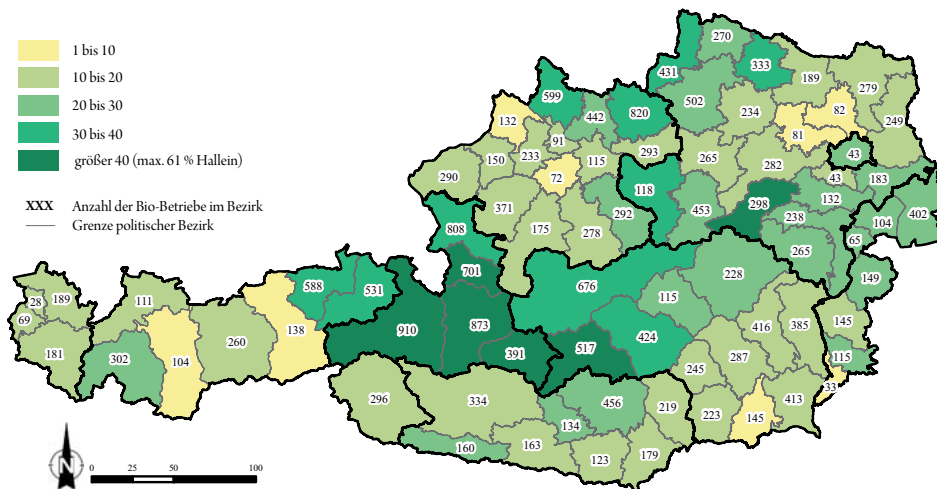 1 bis 10
10 bis 20
20 bis 30
30 bis 40
größer 40 (max. 61 % Hallein)
XXX Anzahl der Bio-Betriebe im Bezirk
Grenze politischer Bezirk
270
431 333
599 189 279
502 82
132 442 820 234
81 249
91
150 233 115 293 43
265 282
290 72 43 183
118 132
298 402
371 292 453 238 104
808 175 278 265 65
701 228 149
588 531 676 115
28 189 111
69 910 873 416 385 145
138 424
181 302 104 260 391 517 287 115
245 33
296 334 456 219 223 145 413
134
160 163 123 179
N
0 25 50 100